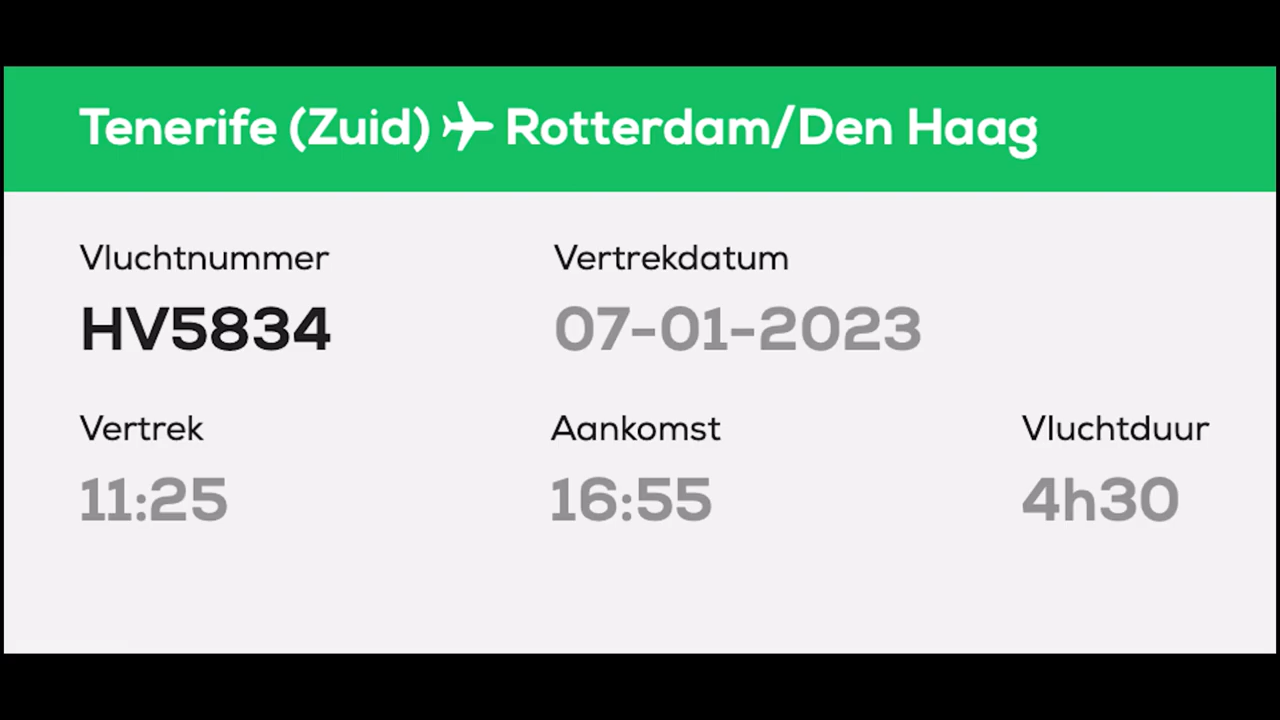 Tenerife (Zuid) ✈ Rotterdam/Den Haag
Vluchtnummer Vertrekdatum
HV5834 07-01-2023
Vertrek Aankomst Vluchtduur
11:25 16:55 4h30